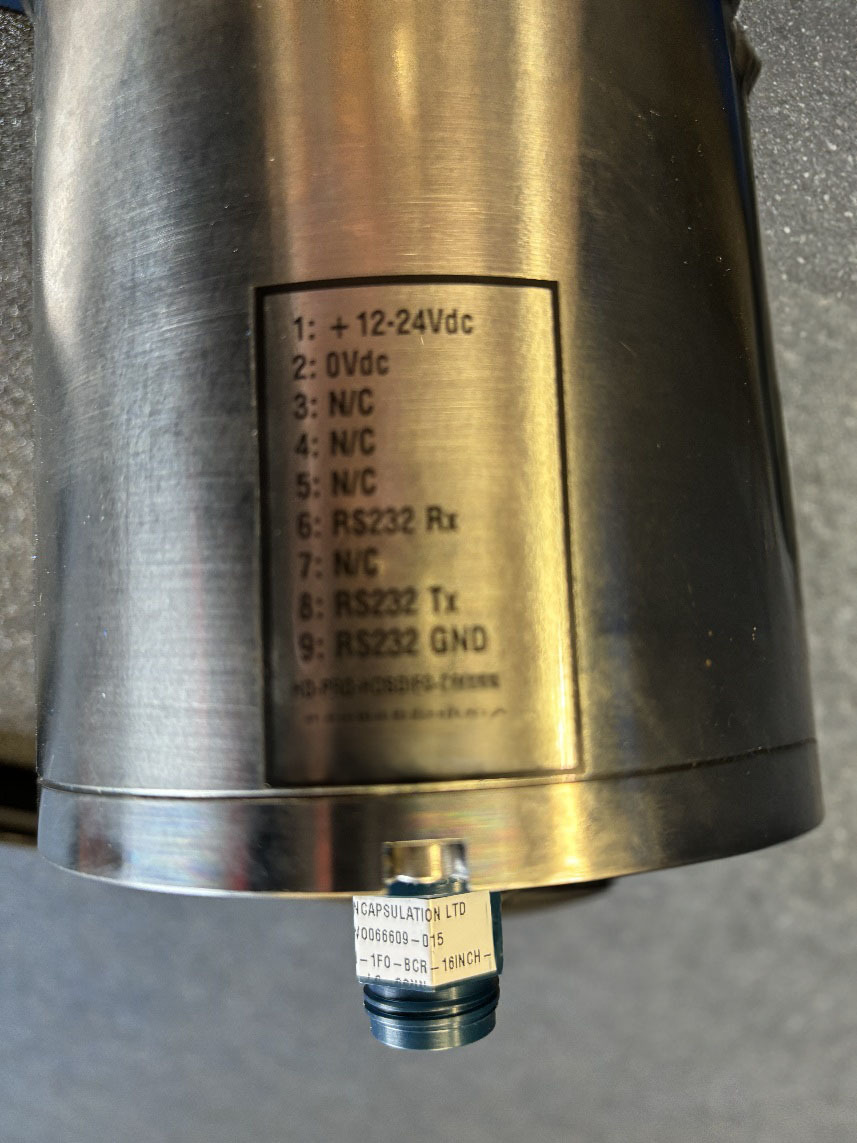 1: + 12-24Vdc
2: 0Vdc
3: N/C
4: N/C
5: N/C
6: RS232 Rx
7: N/C
8: RS232 Tx
9: RS232 GND
NCAPSULATION LTD
0066609-015
-1FO-BCR-16INCH-